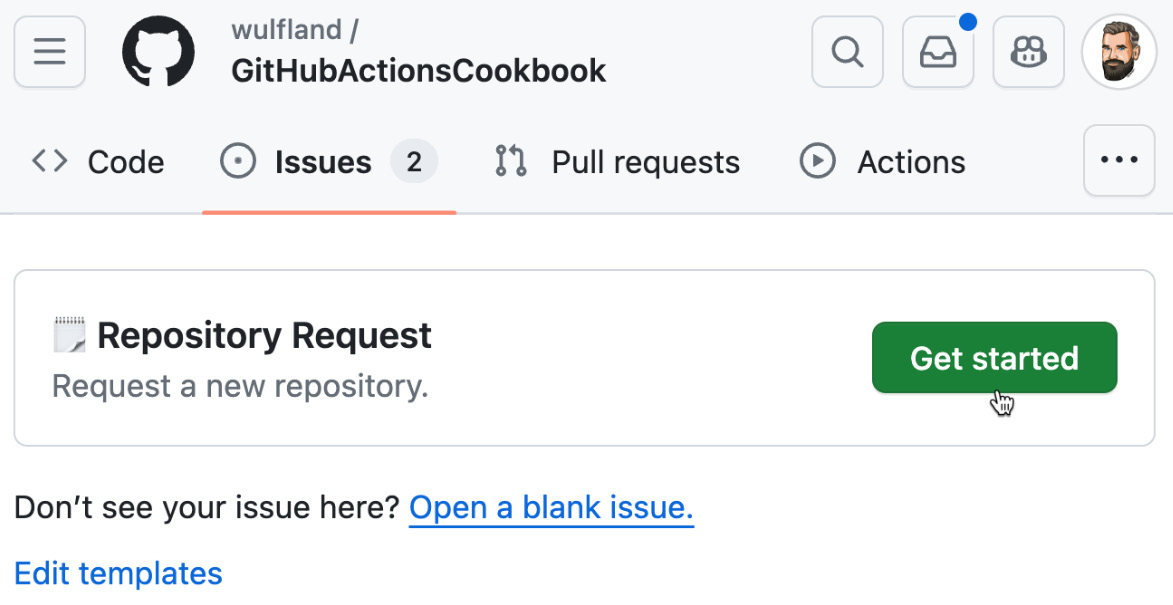 wulfland /
GitHubActionsCookbook
Code Issues 2 Pull requests Actions
Repository Request
Request a new repository.
Get started
Don’t see your issue here? Open a blank issue.
Edit templates